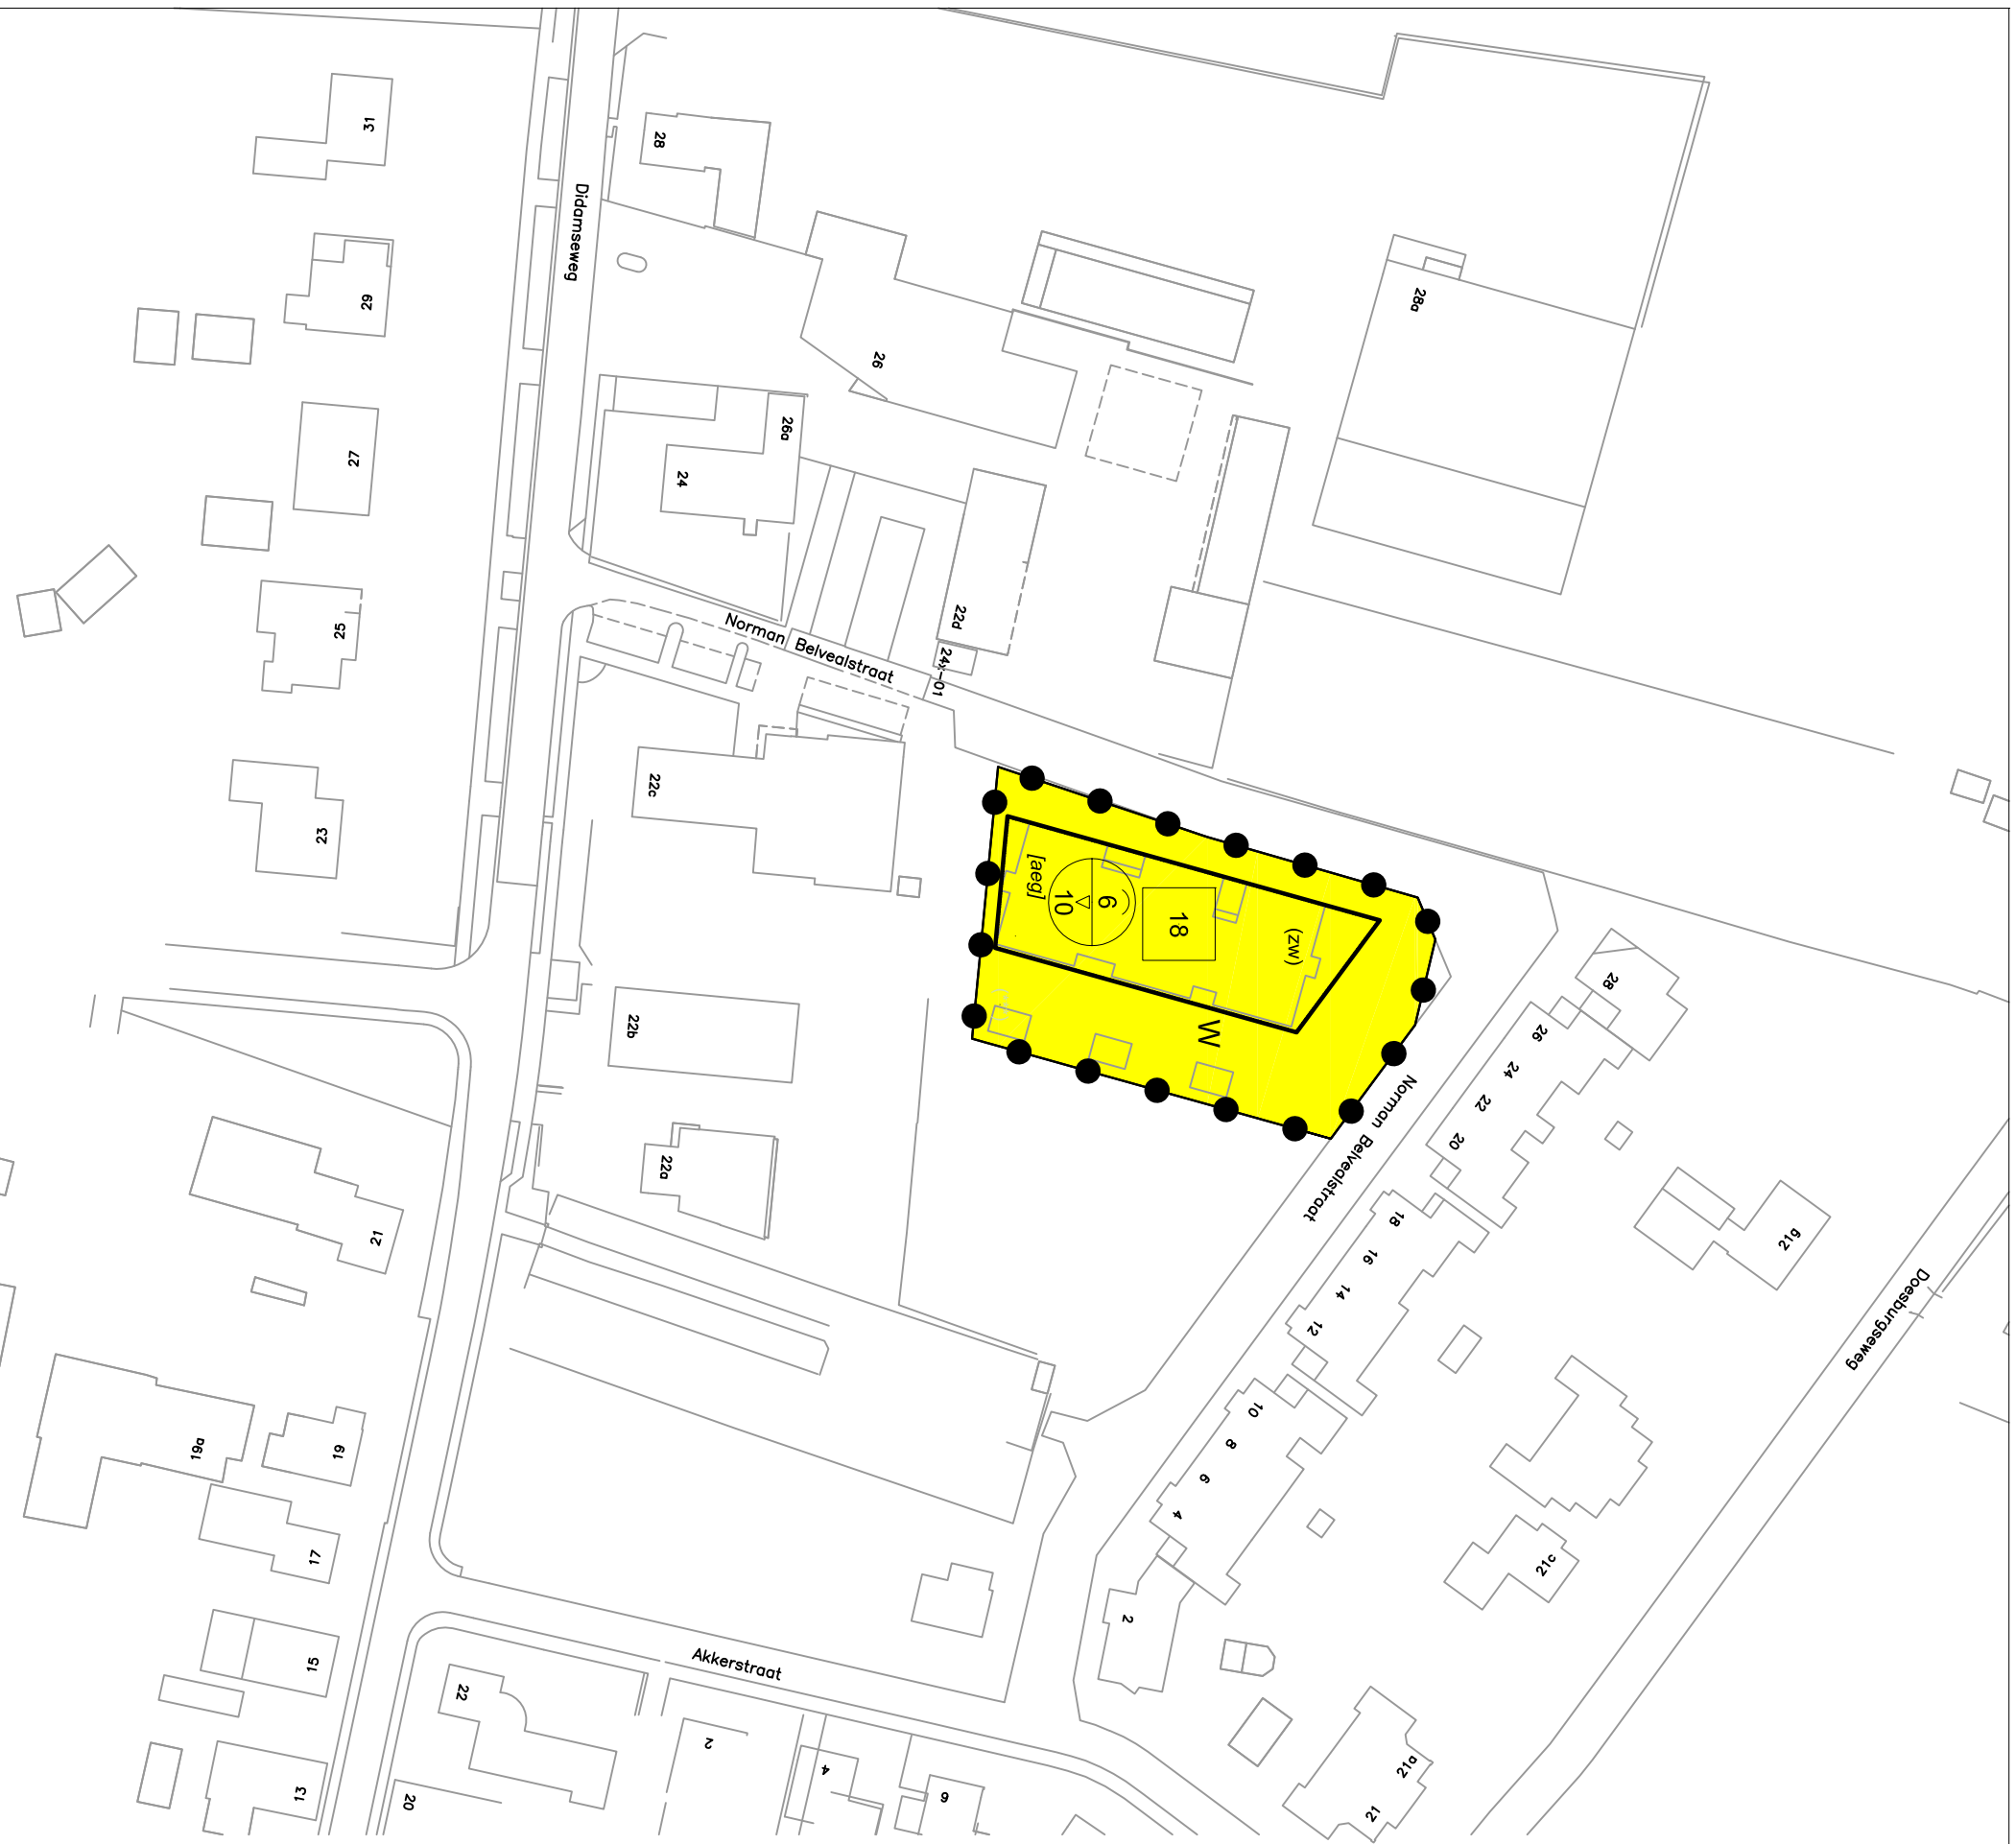 31
28
Didamseweg
29
28a
26
27
26a
24
25
22d
Norman Belvealstraat
24x-01
22c
23
[aeg]
6
10
18
(zw)
W
28
26
24
22
20
22b
Norman Belvealstraat
22a
18
16
14
12
21g
21
Doesburgseweg
10
8
6
4
19a
19
17
21c
2
15
Akkerstraat
22
2
4
6
13
20
21a
21